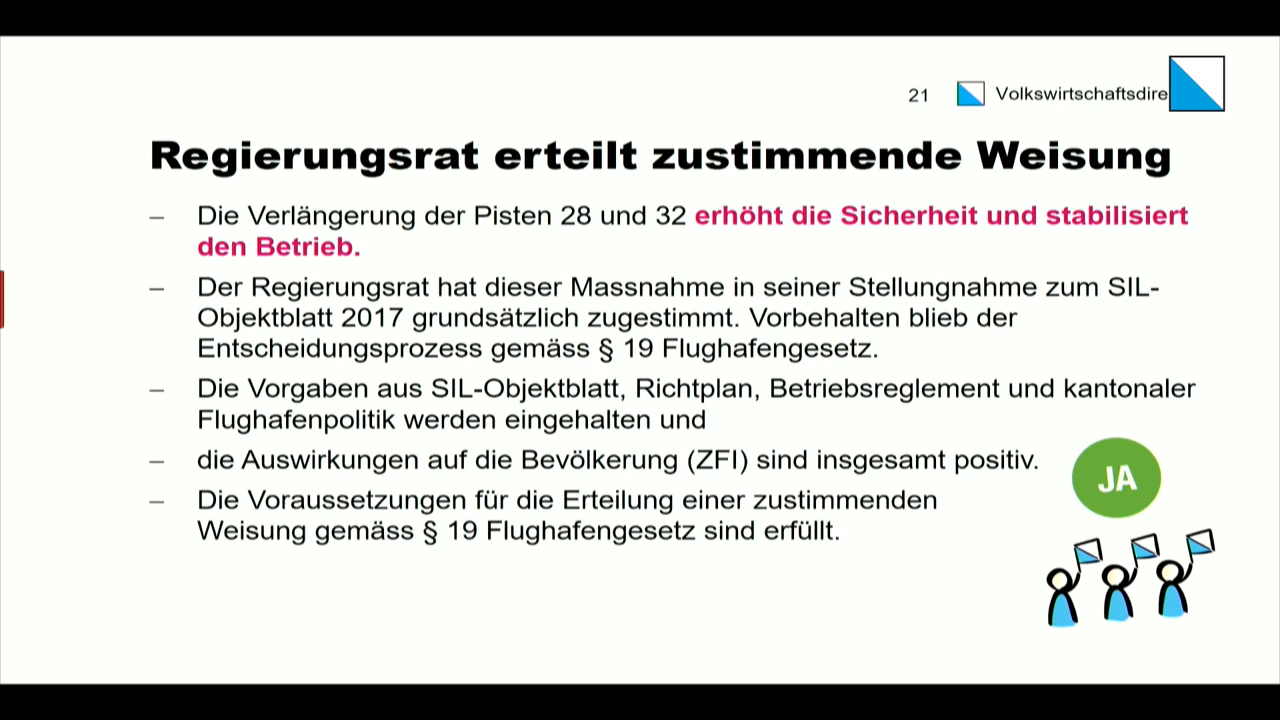 21
Volkswirtschaftsdire
Regierungsrat erteilt zustimmende Weisung
– Die Verlängerung der Pisten 28 und 32 erhöht die Sicherheit und stabilisiert
den Betrieb.
– Der Regierungsrat hat dieser Massnahme in seiner Stellungnahme zum SIL-
Objektblatt 2017 grundsätzlich zugestimmt. Vorbehalten blieb der
Entscheidungsprozess gemäss § 19 Flughafengesetz.
– Die Vorgaben aus SIL-Objektblatt, Richtplan, Betriebsreglement und kantonaler
Flughafenpolitik werden eingehalten und
– die Auswirkungen auf die Bevölkerung (ZFI) sind insgesamt positiv.
– Die Voraussetzungen für die Erteilung einer zustimmenden
Weisung gemäss § 19 Flughafengesetz sind erfüllt.
JA